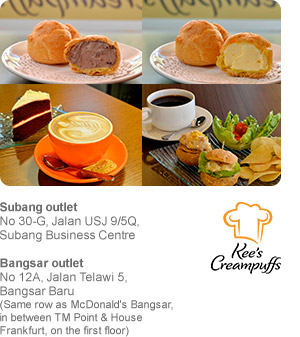 Subang outlet
No 30-G, Jalan USJ 9/5Q,
Subang Business Centre
Bangsar outlet
No 12A, Jalan Telawi 5,
Bangsar Baru
(Same row as McDonald's Bangsar,
in between TM Point & House
Frankfurt, on the first floor)
Kee's
Creampuffs